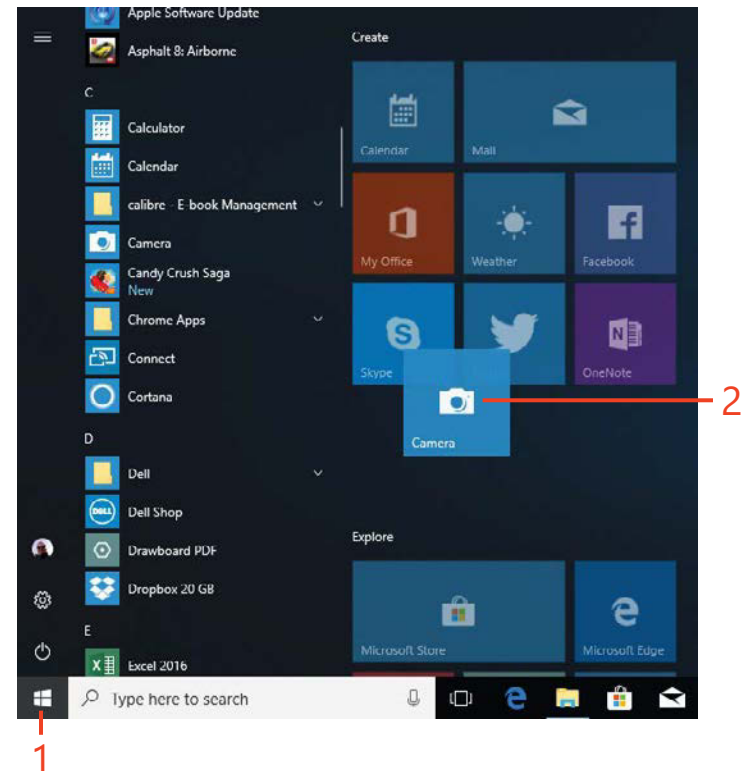 Apple Software Update
Asphalt 8: Airborne
C
Calculator
Calendar
calibre - E-book Management
Camera
Candy Crush Saga
New
Chrome Apps
Connect
Cortana
D
Dell
DELL
Dell Shop
Drawboard PDF
Dropbox 20 GB
E
Excel 2016
Create
Calendar
Mail
My Office
Weather
Facebook
Skype
OneNote
Camera
2
Explore
Microsoft Store
Microsoft Edge
Type here to search
1